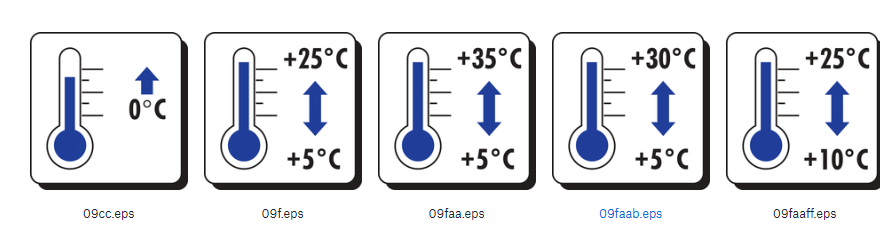 0°C
09cc.eps
+25°C
+5°C
09f.eps
+35°C
+5°C
09faa.eps
+30°C
+5°C
09faab.eps
+25°C
+10°C
09faaff.eps